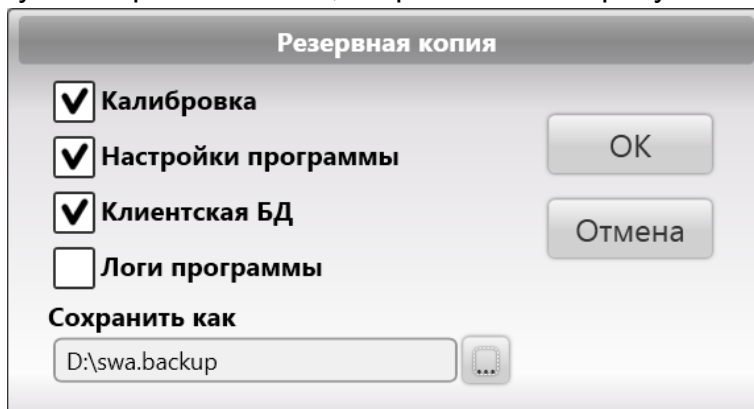 Резервная копия
Калибровка
Настройки программы
Клиентская БД
Логи программы
OK
Отмена
Сохранить как
D:\swa.backup
...